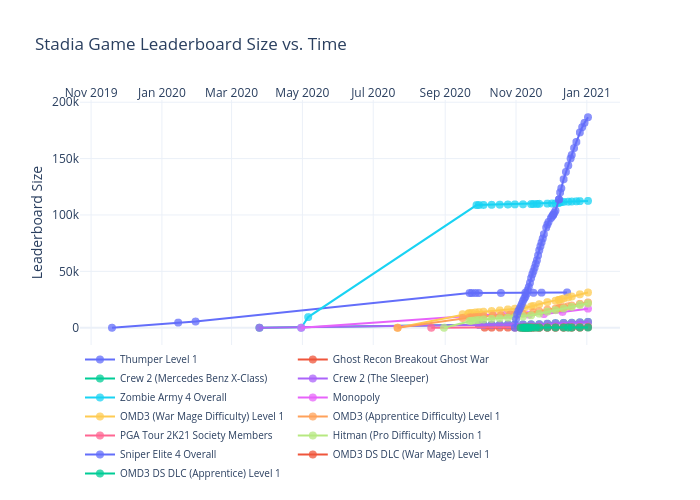 Stadia Game Leaderboard Size vs. Time
Nov 2019 Jan 2020 Mar 2020 May 2020 Jul 2020 Sep 2020 Nov 2020 Jan 2021
200k
150k
100k
50k
0
Leaderboard Size
Thumper Level 1 Ghost Recon Breakout Ghost War
Crew 2 (Mercedes Benz X-Class) Crew 2 (The Sleeper)
Zombie Army 4 Overall Monopoly
OMD3 (War Mage Difficulty) Level 1 OMD3 (Apprentice Difficulty) Level 1
PGA Tour 2K21 Society Members Hitman (Pro Difficulty) Mission 1
Sniper Elite 4 Overall OMD3 DS DLC (War Mage) Level 1
OMD3 DS DLC (Apprentice) Level 1